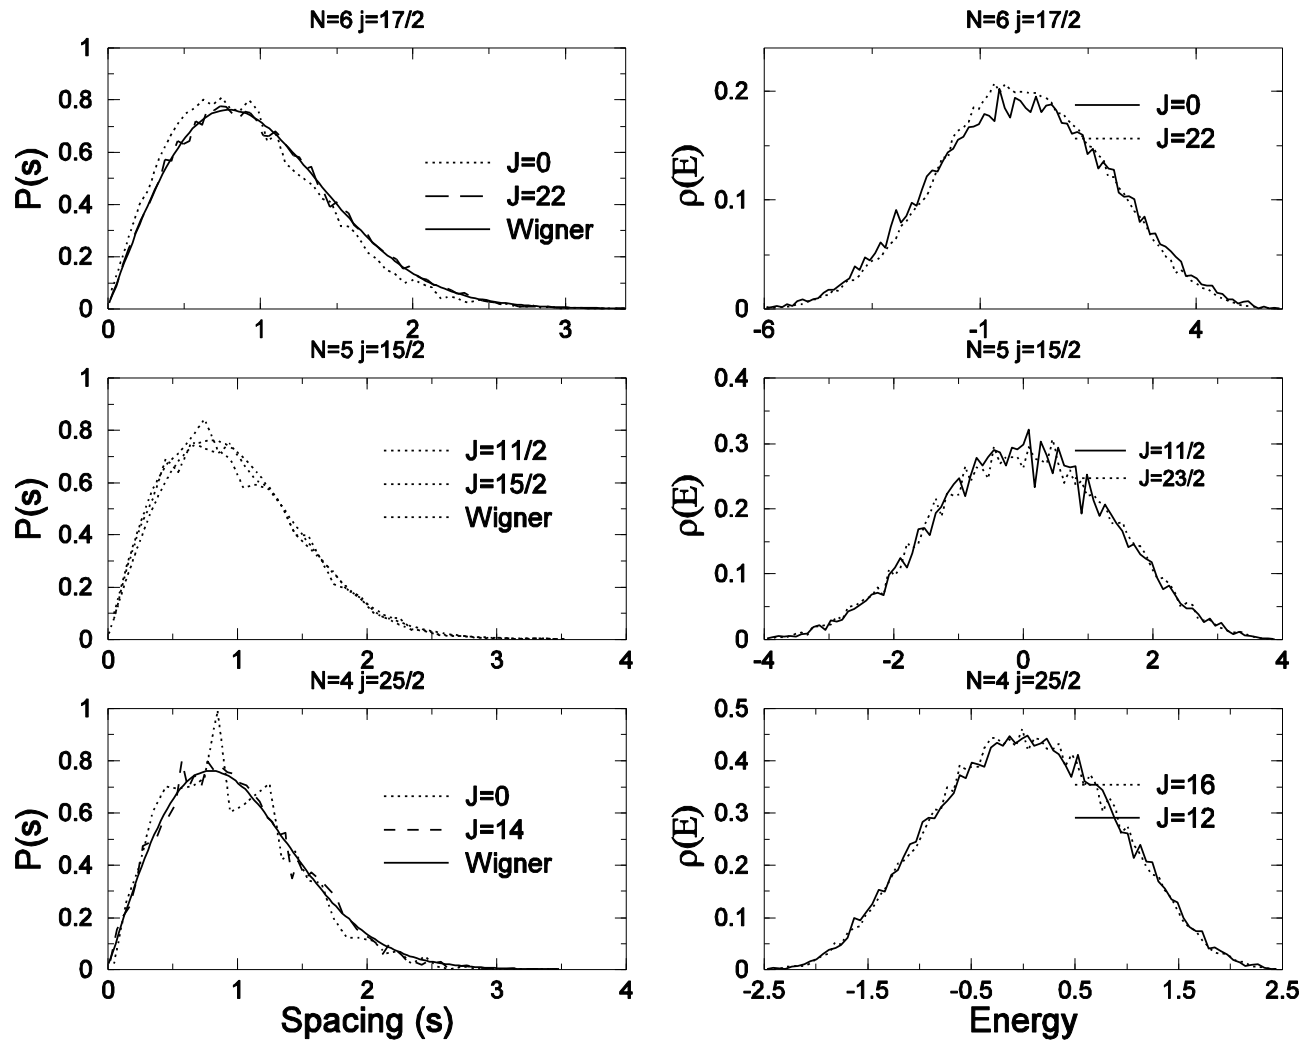 N=6 j=17/2
1
0.8
0.6
0.4
0.2
0
P(s)
J=0
J=22
Wigner
0 1 2 3
N=6 j=17/2
0.2
0.1
0
ρ(E)
J=0
J=22
-6 -1 4
N=5 j=15/2
1
0.8
0.6
0.4
0.2
0
P(s)
J=11/2
J=15/2
Wigner
0 1 2 3 4
N=5 j=15/2
0.4
0.3
0.2
0.1
0
ρ(E)
J=11/2
J=23/2
-4 -2 0 2 4
N=4 j=25/2
1
0.8
0.6
0.4
0.2
0
P(s)
J=0
J=14
Wigner
0 1 2 3 4
Spacing (s)
N=4 j=25/2
0.5
0.4
0.3
0.2
0.1
0
ρ(E)
J=16
J=12
-2.5 -1.5 -0.5 0.5 1.5 2.5
Energy